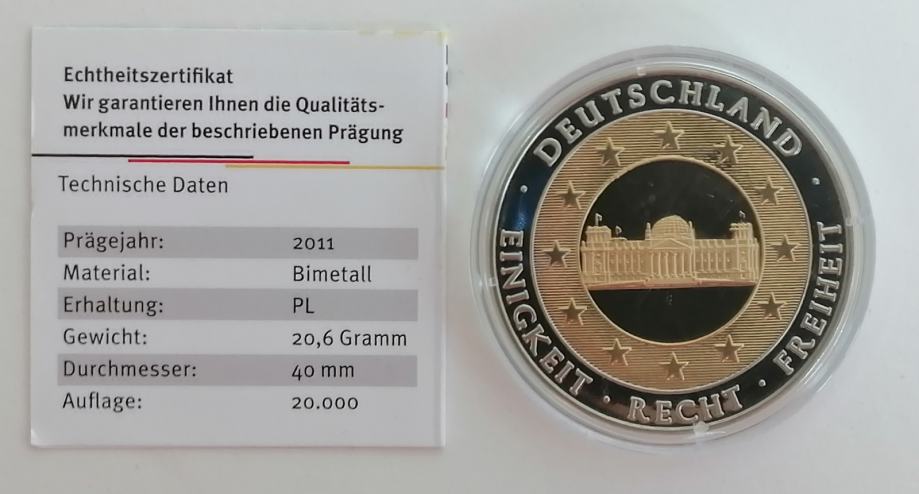 Echtheitszertifikat
Wir garantieren Ihnen die Qualitäts-
merkmale der beschriebenen Prägung
Technische Daten
Prägejahr: 2011
Material: Bimetall
Erhaltung: PL
Gewicht: 20,6 Gramm
Durchmesser: 40 mm
Auflage: 20.000
· DEUTSCHLAND ·
EINIGKEIT · RECHT · FREIHEIT